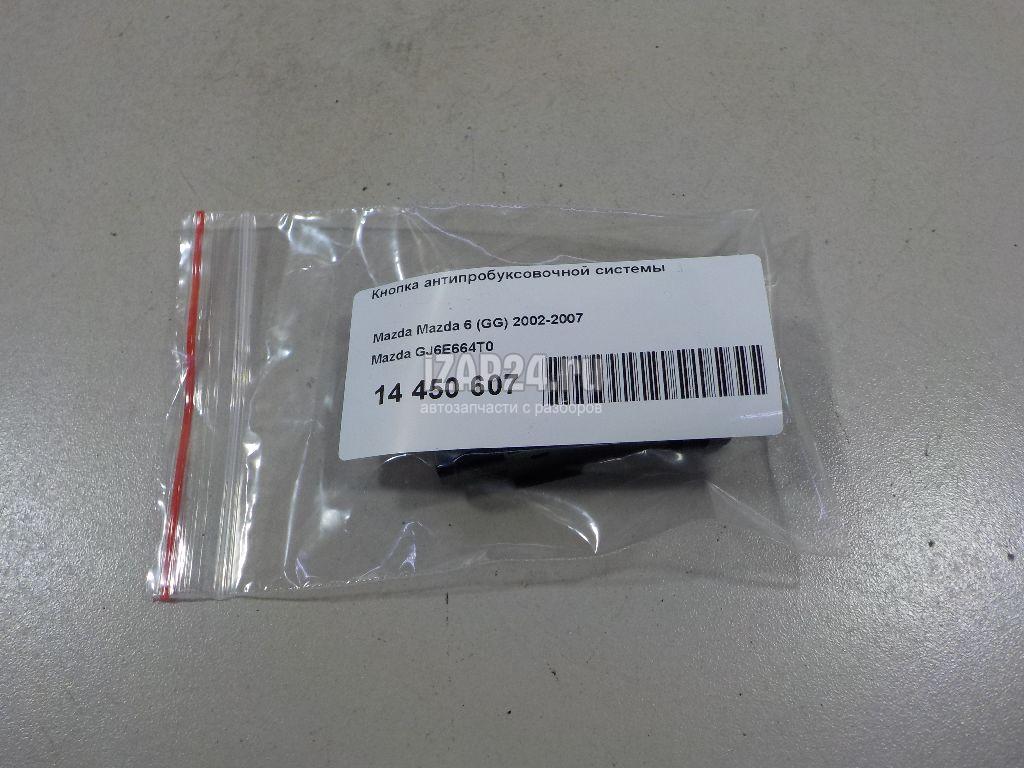 Кнопка антипробуксовочной системы
Mazda Mazda 6 (GG) 2002-2007
Mazda GJ6E664T0
iZAP24.ru
14 450 607
автозапчасти с разборов